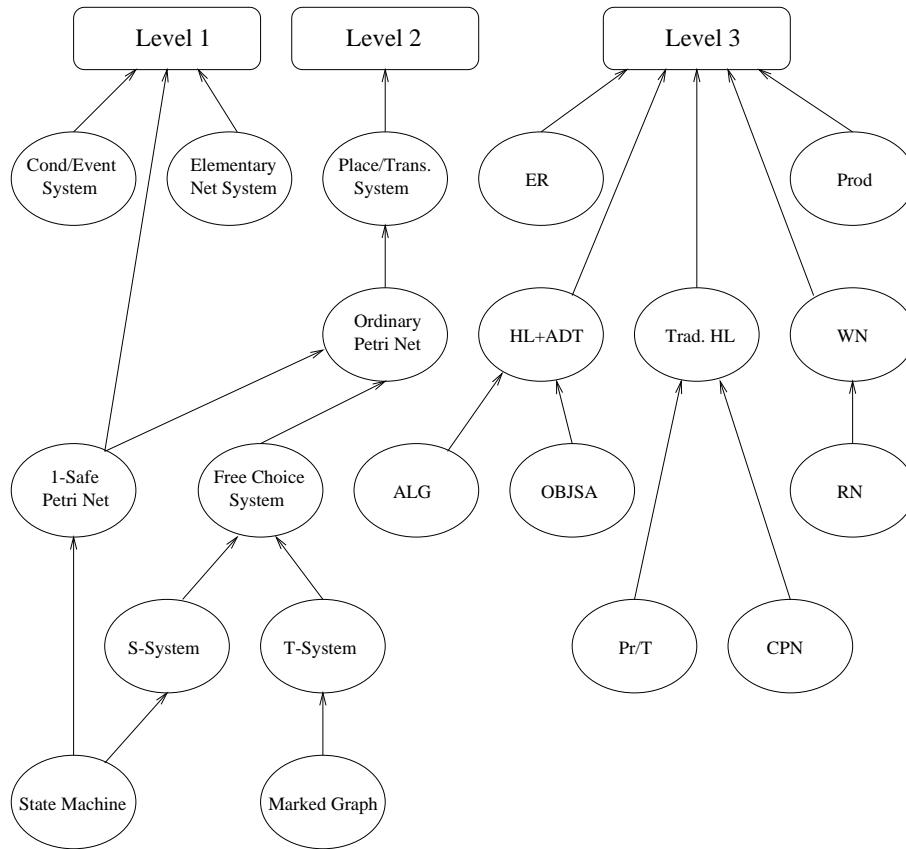 Level 1
Level 2
Level 3
Cond/Event
System
Elementary
Net System
Place/Trans.
System
ER
Prod
Ordinary
Petri Net
HL+ADT
Trad. HL
WN
1-Safe
Petri Net
Free Choice
System
ALG
OBJSA
RN
S-System
T-System
Pr/T
CPN
State Machine
Marked Graph